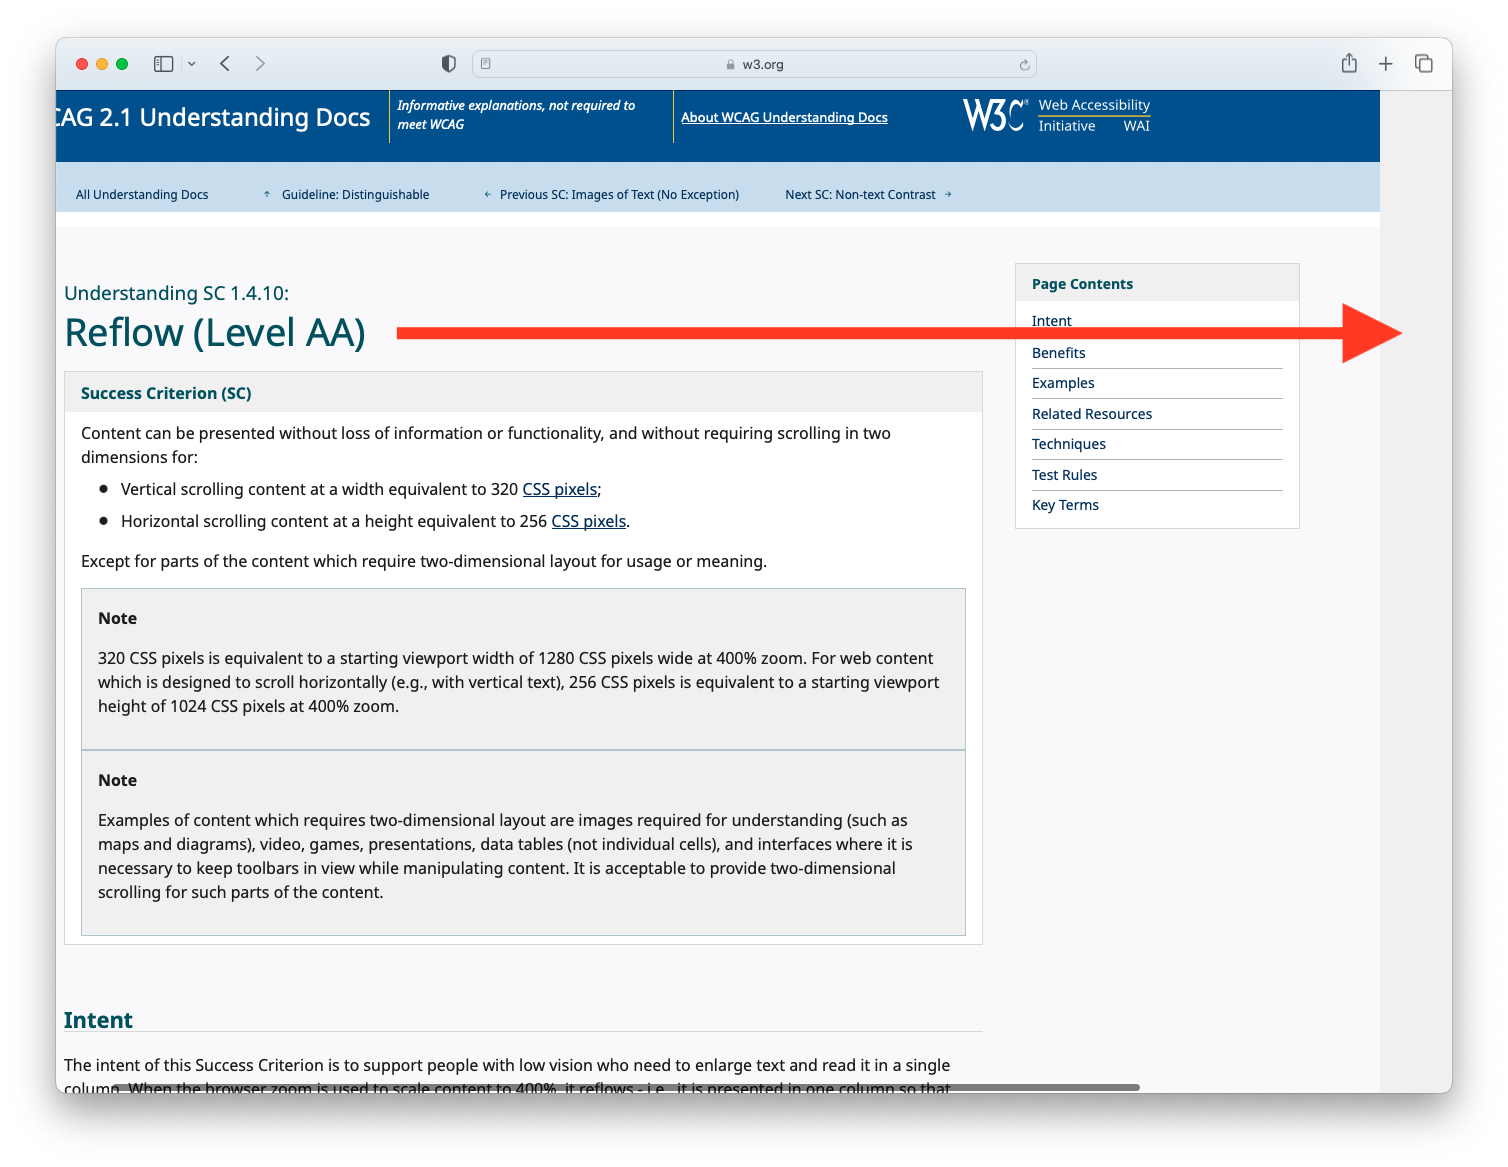 w3.org
CAG 2.1 Understanding Docs
Informative explanations, not required to
meet WCAG
About WCAG Understanding Docs
W3C® Web Accessibility
Initiative WAI
All Understanding Docs
↑ Guideline: Distinguishable
← Previous SC: Images of Text (No Exception)
Next SC: Non-text Contrast →
Understanding SC 1.4.10:
Reflow (Level AA)
Success Criterion (SC)
Content can be presented without loss of information or functionality, and without requiring scrolling in two
dimensions for:
● Vertical scrolling content at a width equivalent to 320 CSS pixels;
● Horizontal scrolling content at a height equivalent to 256 CSS pixels.
Except for parts of the content which require two-dimensional layout for usage or meaning.
Note
320 CSS pixels is equivalent to a starting viewport width of 1280 CSS pixels wide at 400% zoom. For web content
which is designed to scroll horizontally (e.g., with vertical text), 256 CSS pixels is equivalent to a starting viewport
height of 1024 CSS pixels at 400% zoom.
Note
Examples of content which requires two-dimensional layout are images required for understanding (such as
maps and diagrams), video, games, presentations, data tables (not individual cells), and interfaces where it is
necessary to keep toolbars in view while manipulating content. It is acceptable to provide two-dimensional
scrolling for such parts of the content.
Intent
The intent of this Success Criterion is to support people with low vision who need to enlarge text and read it in a single
column. When the browser zoom is used to scale content to 400%, it reflows - i.e., it is presented in one column so that
Page Contents
Intent
Benefits
Examples
Related Resources
Techniques
Test Rules
Key Terms